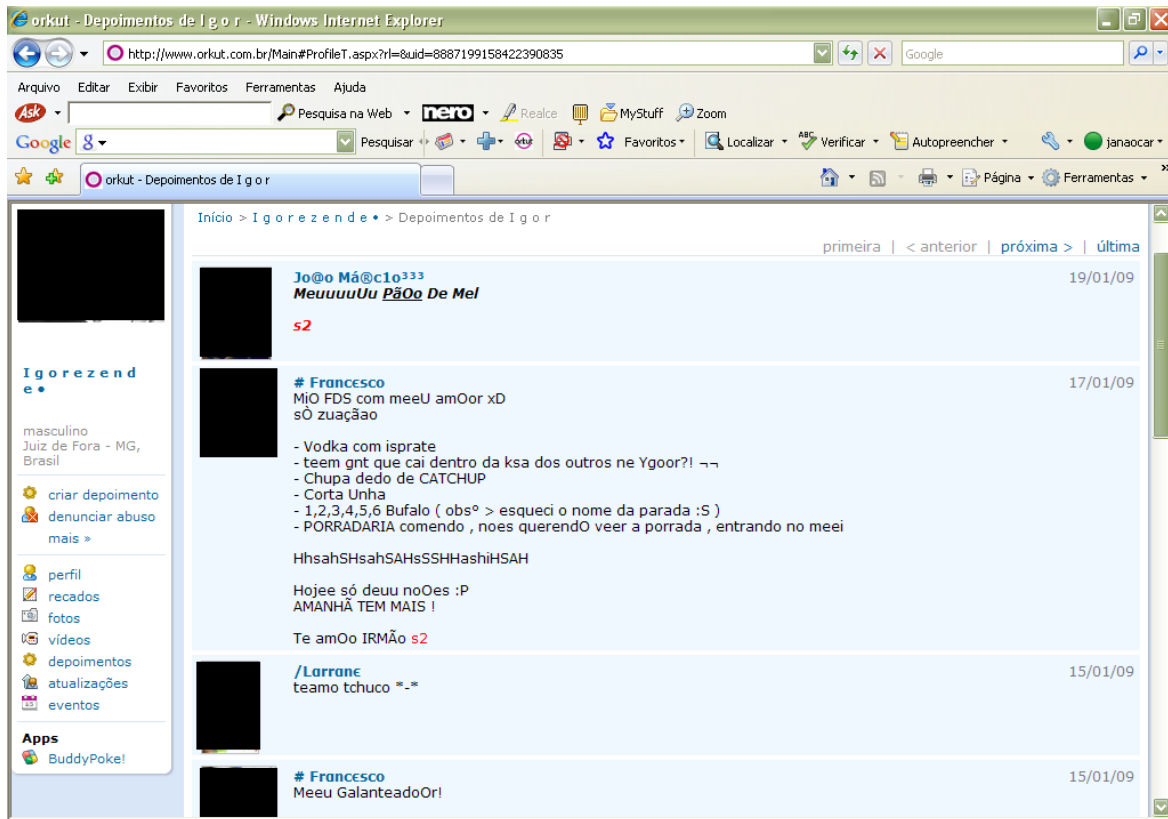 orkut - Depoimentos de I g o r - Windows Internet Explorer
http://www.orkut.com.br/Main#ProfileT.aspx?rl=&uid=8887199158422390835
Google
Arquivo Editar Exibir Favoritos Ferramentas Ajuda
Ask Pesquisa na Web nero Realce MyStuff Zoom
Google Pesquisar orkut Favoritos Localizar ABC Verificar Autopreencher janaocar
orkut - Depoimentos de I g o r Página Ferramentas »
Início > I g o r e z e n d e • > Depoimentos de I g o r
primeira | < anterior | próxima > | última
I g o r e z e n d
e •
masculino
Juiz de Fora - MG,
Brasil
criar depoimento
denunciar abuso
mais »
perfil
recados
fotos
vídeos
depoimentos
atualizações
eventos
Apps
BuddyPoke!
Jo@o Má®c1o³³³ 19/01/09
MeuuuuUu PãOo De Mel
s2
# Francєsco 17/01/09
MiO FDS com meeU amOor xD
sÒ zuaçãao
- Vodka com isprate
- teem gnt que cai dentro da ksa dos outros ne Ygoor?! ¬¬
- Chupa dedo de CATCHUP
- Corta Unha
- 1,2,3,4,5,6 Bufalo ( obsº > esqueci o nome da parada :S )
- PORRADARIA comendo , noes querendO veer a porrada , entrando no meei
HhsahSHsahSAHsSSHHashiHSAH
Hojee só deuu noOes :P
AMANHÃ TEM MAIS !
Te amOo IRMÃo s2
/Larranє 15/01/09
teamo tchuco *-*
# Francєsco 15/01/09
Meeu GalanteadoOr!